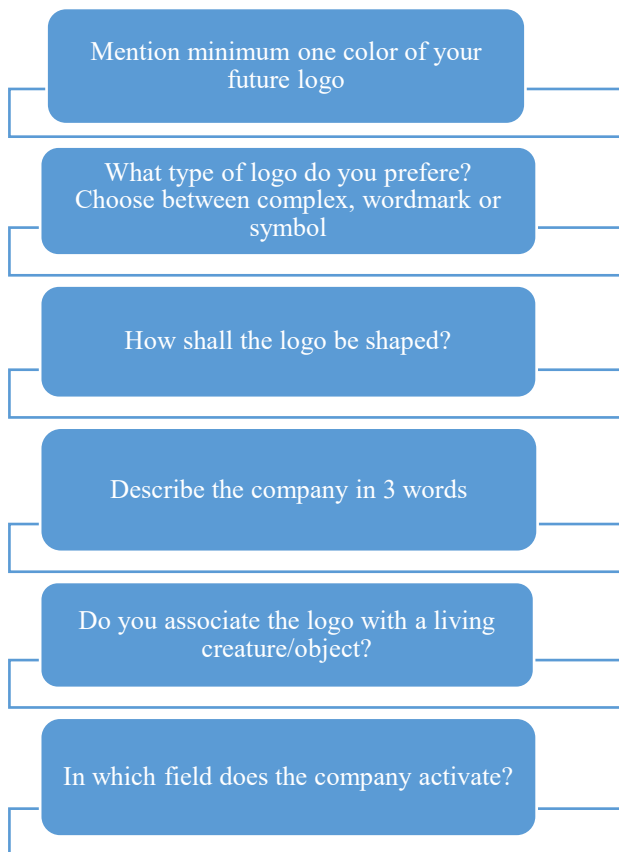 Mention minimum one color of your
future logo
What type of logo do you prefere?
Choose between complex, wordmark or
symbol
How shall the logo be shaped?
Describe the company in 3 words
Do you associate the logo with a living
creature/object?
In which field does the company activate?